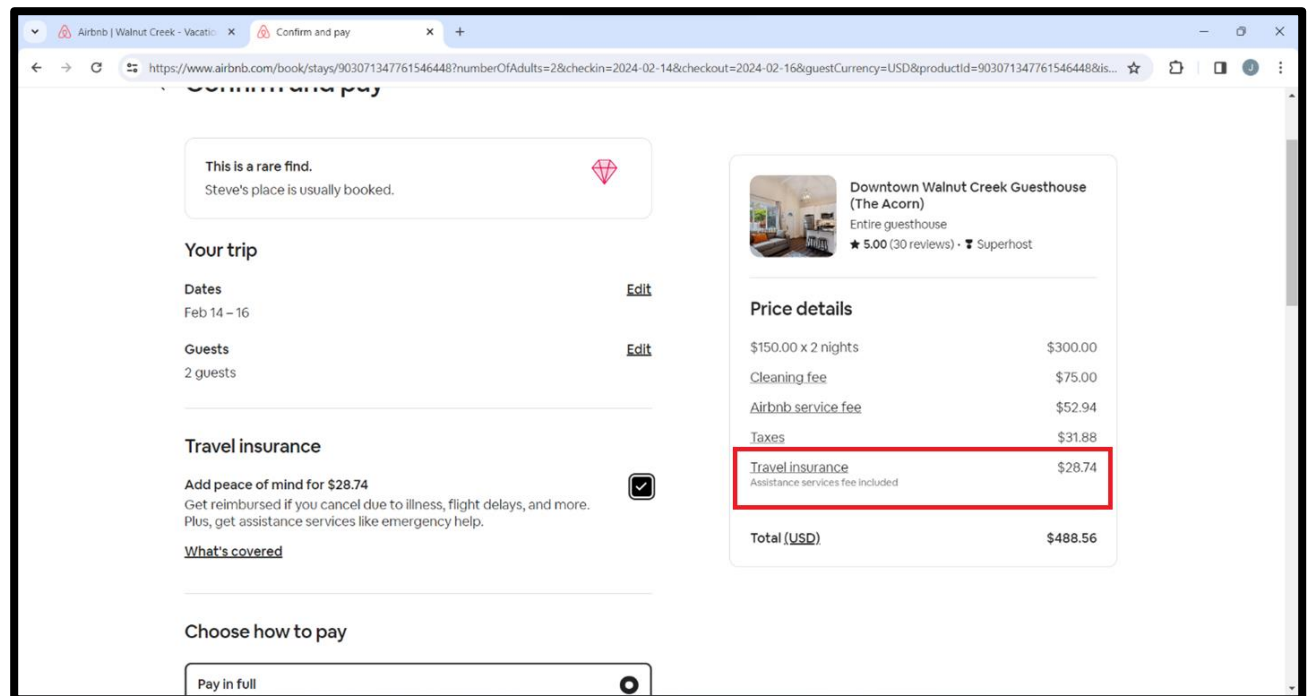 Airbnb | Walnut Creek - Vacatio
Confirm and pay
https://www.airbnb.com/book/stays/903071347761546448?numberOfAdults=2&checkin=2024-02-14&checkout=2024-02-16&guestCurrency=USD&productId=903071347761546448&is...
J
Confirm and pay
This is a rare find.
Steve's place is usually booked.
Your trip
Dates
Edit
Feb 14 – 16
Guests
Edit
2 guests
Travel insurance
Add peace of mind for $28.74
Get reimbursed if you cancel due to illness, flight delays, and more.
Plus, get assistance services like emergency help.
What's covered
Choose how to pay
Pay in full
Downtown Walnut Creek Guesthouse
(The Acorn)
Entire guesthouse
★ 5.00 (30 reviews) · Superhost
Price details
$150.00 x 2 nights $300.00
Cleaning fee $75.00
Airbnb service fee $52.94
Taxes $31.88
Travel insurance $28.74
Assistance services fee included
Total (USD) $488.56